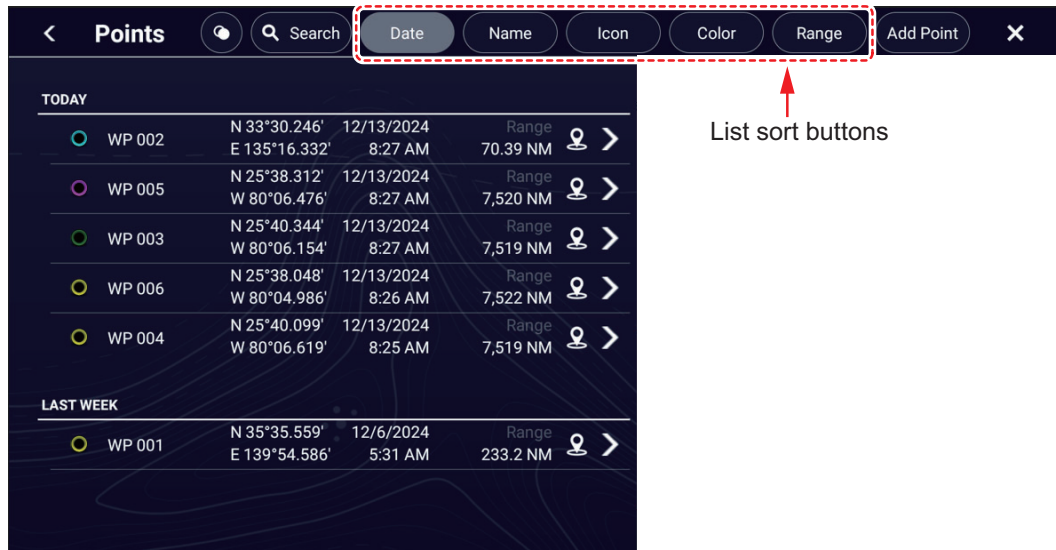 Points Search Date Name Icon Color Range Add Point
List sort buttons
TODAY
WP 002 N 33°30.246' 12/13/2024 Range
E 135°16.332' 8:27 AM 70.39 NM
WP 005 N 25°38.312' 12/13/2024 Range
W 80°06.476' 8:27 AM 7,520 NM
WP 003 N 25°40.344' 12/13/2024 Range
W 80°06.154' 8:27 AM 7,519 NM
WP 006 N 25°38.048' 12/13/2024 Range
W 80°04.986' 8:26 AM 7,522 NM
WP 004 N 25°40.099' 12/13/2024 Range
W 80°06.619' 8:25 AM 7,519 NM
LAST WEEK
WP 001 N 35°35.559' 12/6/2024 Range
E 139°54.586' 5:31 AM 233.2 NM